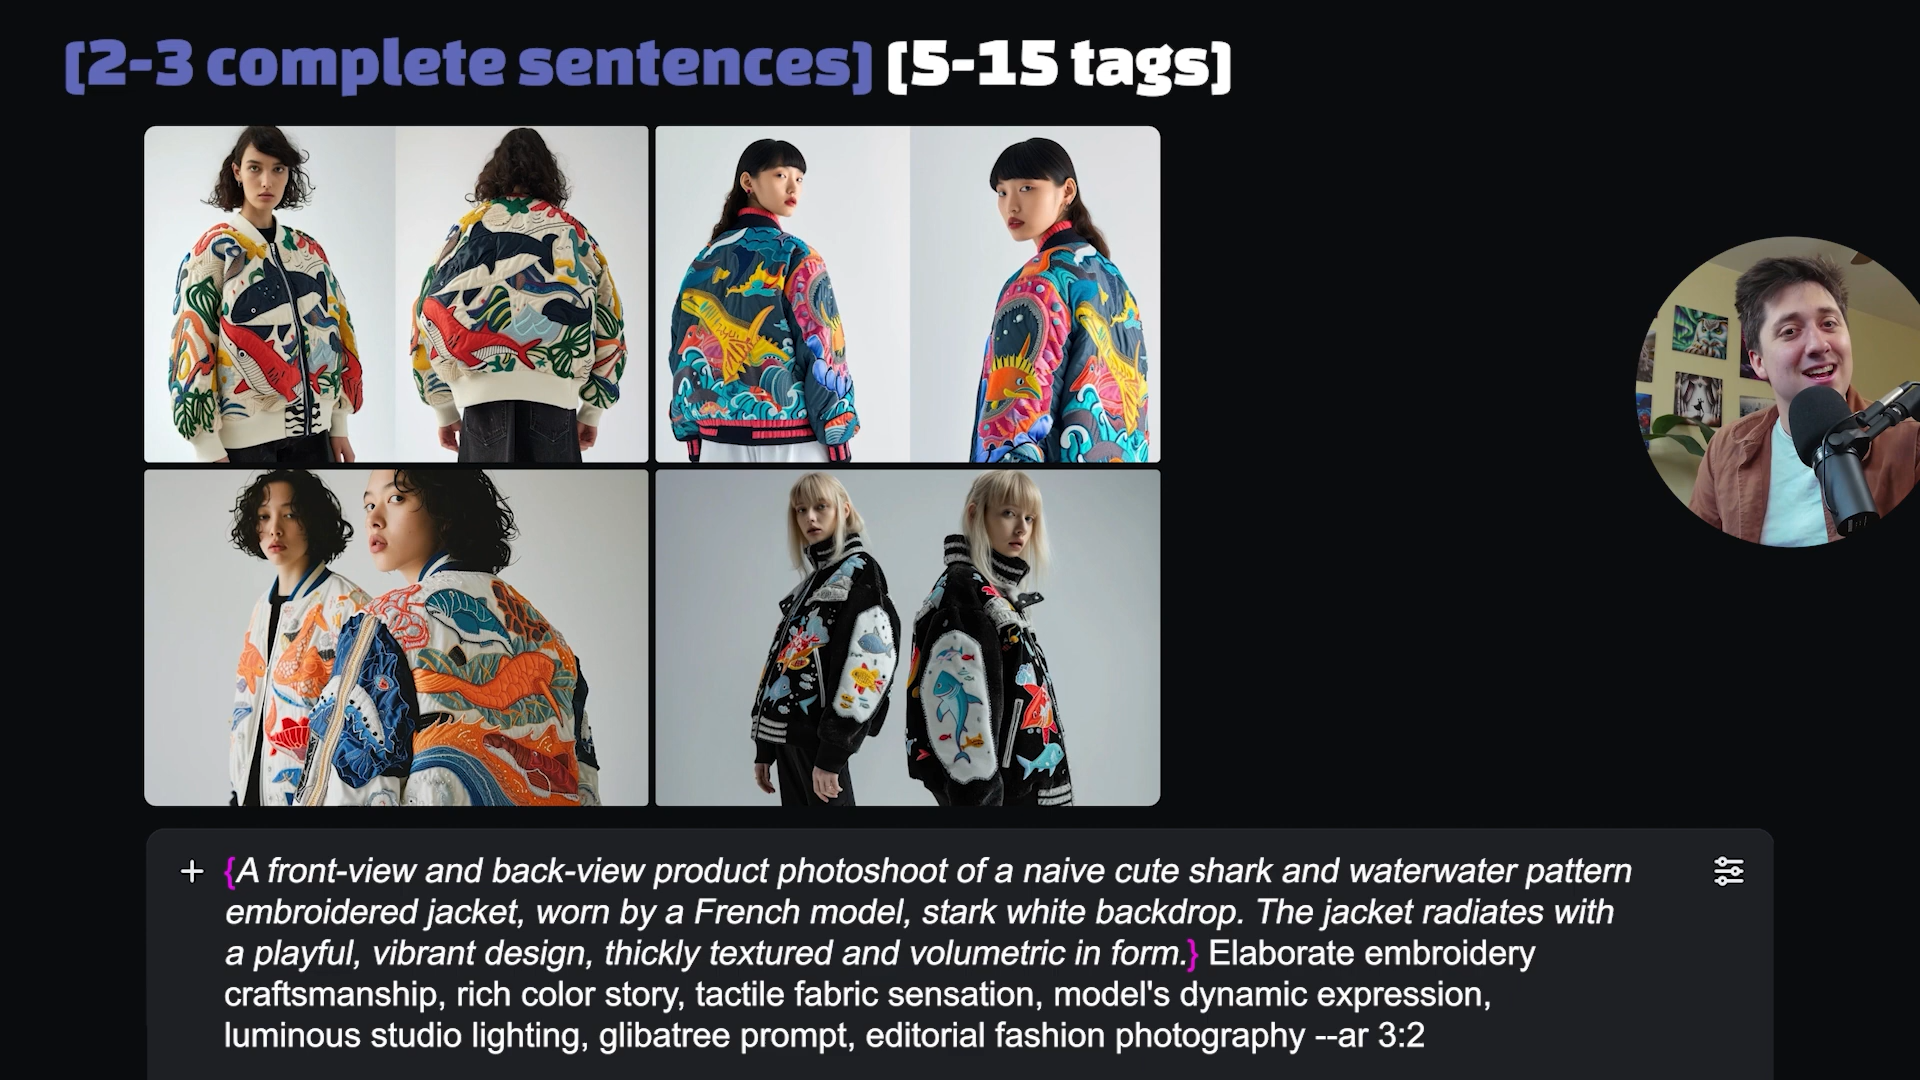 [2-3 complete sentences] [5-15 tags]
{A front-view and back-view product photoshoot of a naive cute shark and waterwater pattern
embroidered jacket, worn by a French model, stark white backdrop. The jacket radiates with
a playful, vibrant design, thickly textured and volumetric in form.} Elaborate embroidery
craftsmanship, rich color story, tactile fabric sensation, model's dynamic expression,
luminous studio lighting, glibatree prompt, editorial fashion photography --ar 3:2